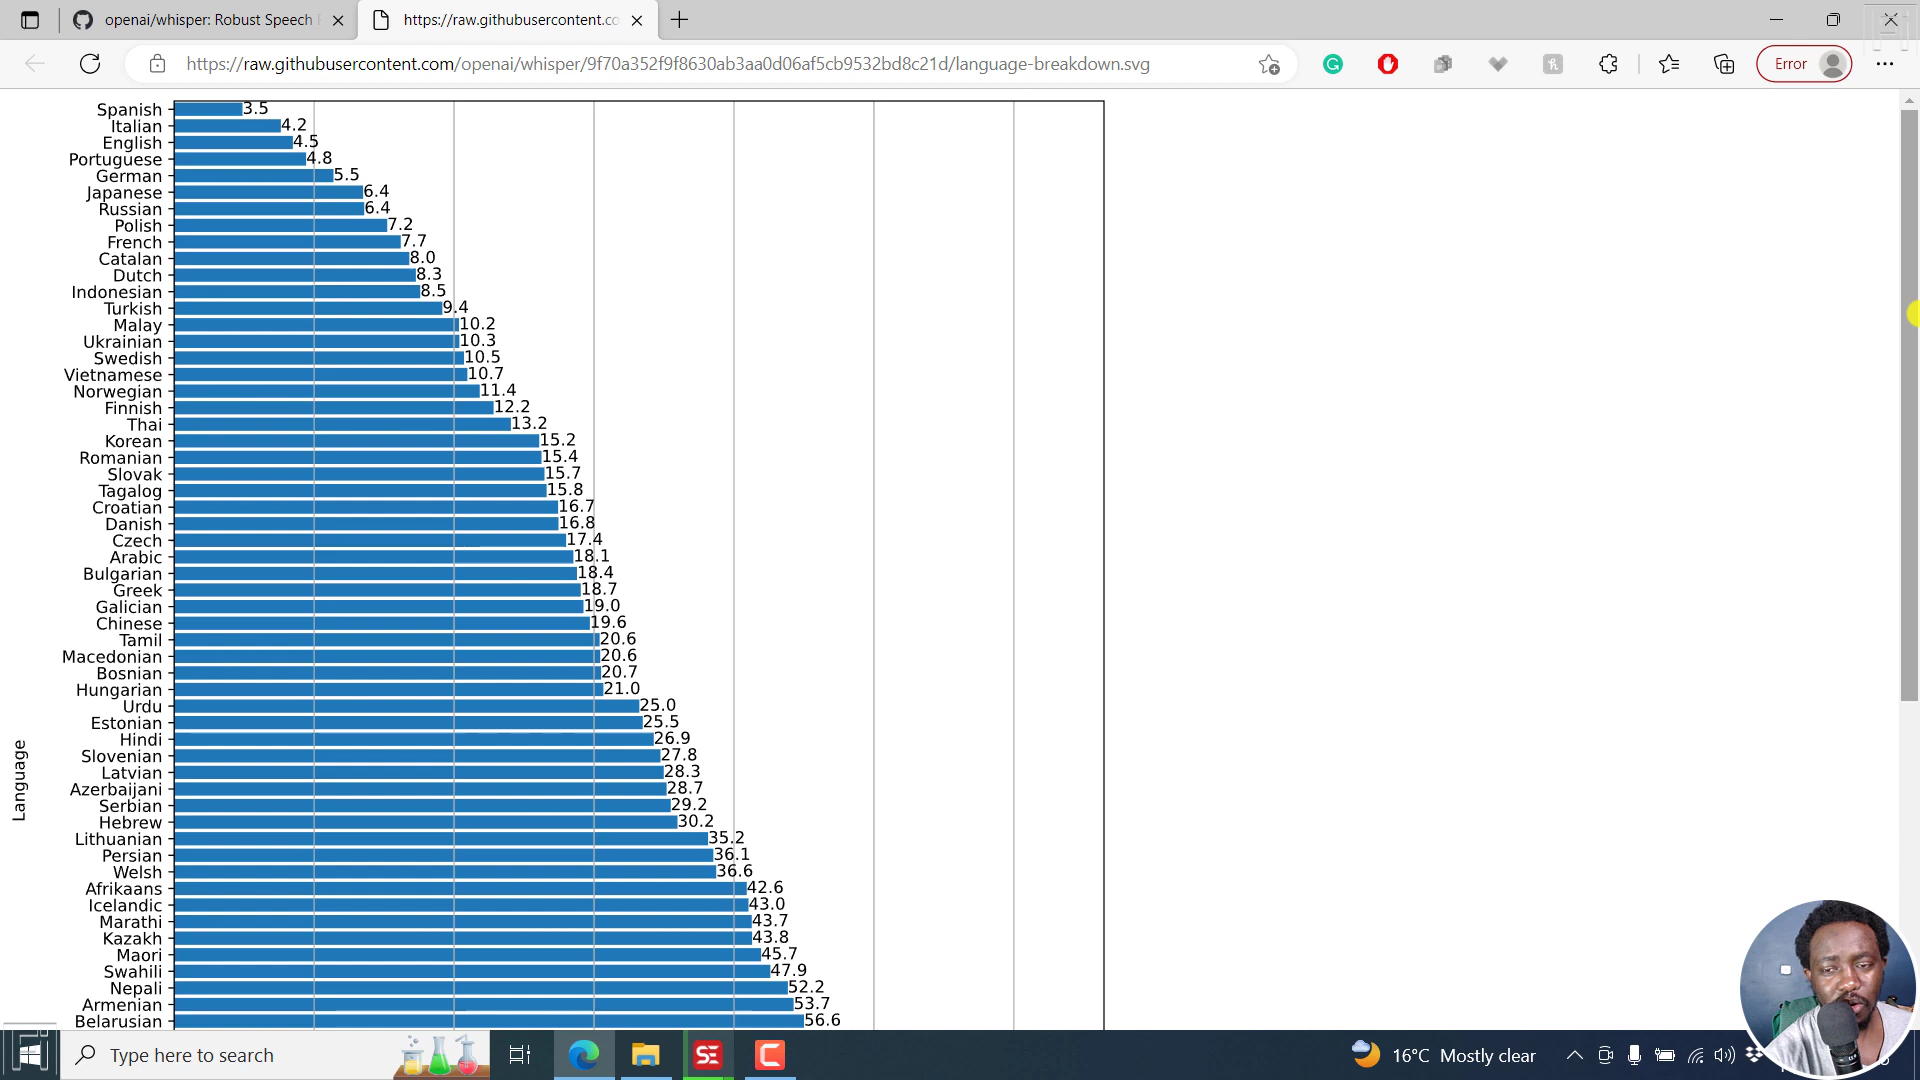 openai/whisper: Robust Speech
https://raw.githubusercontent.co
https://raw.githubusercontent.com/openai/whisper/9f70a352f9f8630ab3aa0d06af5cb9532bd8c21d/language-breakdown.svg
Error
Spanish 3.5
Italian 4.2
English 4.5
Portuguese 4.8
German 5.5
Japanese 6.4
Russian 6.4
Polish 7.2
French 7.7
Catalan 8.0
Dutch 8.3
Indonesian 8.5
Turkish 9.4
Malay 10.2
Ukrainian 10.3
Swedish 10.5
Vietnamese 10.7
Norwegian 11.4
Finnish 12.2
Thai 13.2
Korean 15.2
Romanian 15.4
Slovak 15.7
Tagalog 15.8
Croatian 16.7
Danish 16.8
Czech 17.4
Arabic 18.1
Bulgarian 18.4
Greek 18.7
Galician 19.0
Chinese 19.6
Tamil 20.6
Macedonian 20.6
Bosnian 20.7
Hungarian 21.0
Urdu 25.0
Estonian 25.5
Hindi 26.9
Slovenian 27.8
Latvian 28.3
Azerbaijani 28.7
Serbian 29.2
Hebrew 30.2
Lithuanian 35.2
Persian 36.1
Welsh 36.6
Afrikaans 42.6
Icelandic 43.0
Marathi 43.7
Kazakh 43.8
Maori 45.7
Swahili 47.9
Nepali 52.2
Armenian 53.7
Belarusian 56.6
Language
Type here to search
SE
16°C Mostly clear